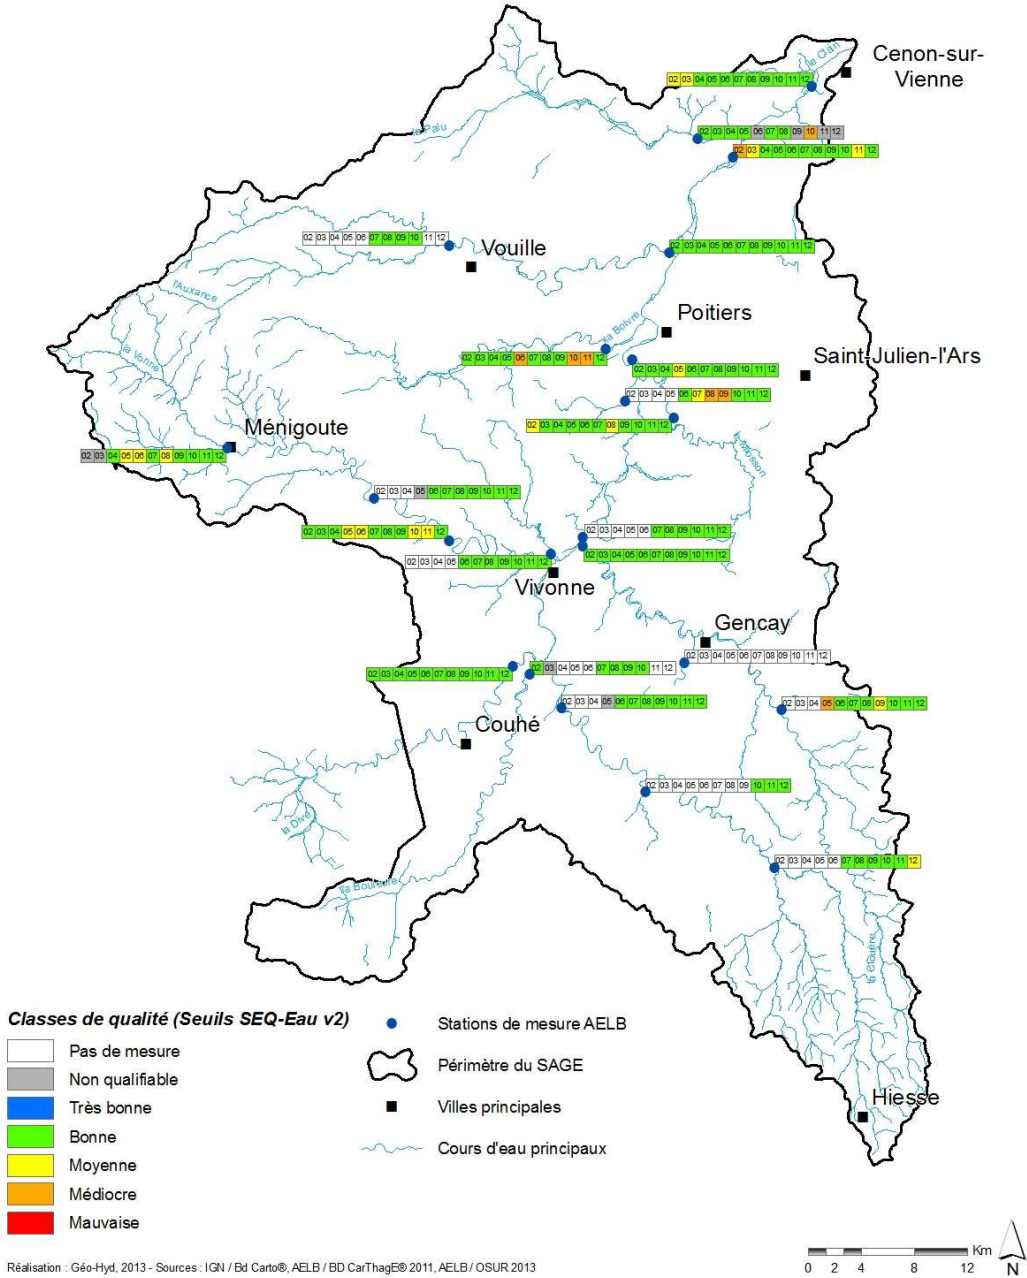 le Clain
Cenon-sur-
Vienne
02 03 04 05 06 07 08 09 10 11 12
la Palu
02 03 04 05 06 07 08 09 10 11 12
02 03 04 05 06 07 08 09 10 11 12
02 03 04 05 06 07 08 09 10 11 12
Vouille
02 03 04 05 06 07 08 09 10 11 12
l'Auxance
Poitiers
la Boivre
la Vonne
02 03 04 05 06 07 08 09 10 11 12
Saint-Julien-l'Ars
02 03 04 05 06 07 08 09 10 11 12
02 03 04 05 06 07 08 09 10 11 12
Ménigoute
02 03 04 05 06 07 08 09 10 11 12
02 03 04 05 06 07 08 09 10 11 12
02 03 04 05 06 07 08 09 10 11 12
02 03 04 05 06 07 08 09 10 11 12
02 03 04 05 06 07 08 09 10 11 12
02 03 04 05 06 07 08 09 10 11 12
02 03 04 05 06 07 08 09 10 11 12
Vivonne
Gencay
02 03 04 05 06 07 08 09 10 11 12
02 03 04 05 06 07 08 09 10 11 12
02 03 04 05 06 07 08 09 10 11 12
02 03 04 05 06 07 08 09 10 11 12
02 03 04 05 06 07 08 09 10 11 12
Couhé
02 03 04 05 06 07 08 09 10 11 12
la Dive
02 03 04 05 06 07 08 09 10 11 12
la Bouleure
la Clouère
Hiesse
Classes de qualité (Seuils SEQ-Eau v2)
Pas de mesure
Non qualifiable
Très bonne
Bonne
Moyenne
Médiocre
Mauvaise
Stations de mesure AELB
Périmètre du SAGE
Villes principales
Cours d'eau principaux
Km
0 2 4 8 12
N
Réalisation : Géo-Hyd, 2013 - Sources : IGN / Bd Carto®, AELB / BD CarThagE® 2011, AELB / OSUR 2013